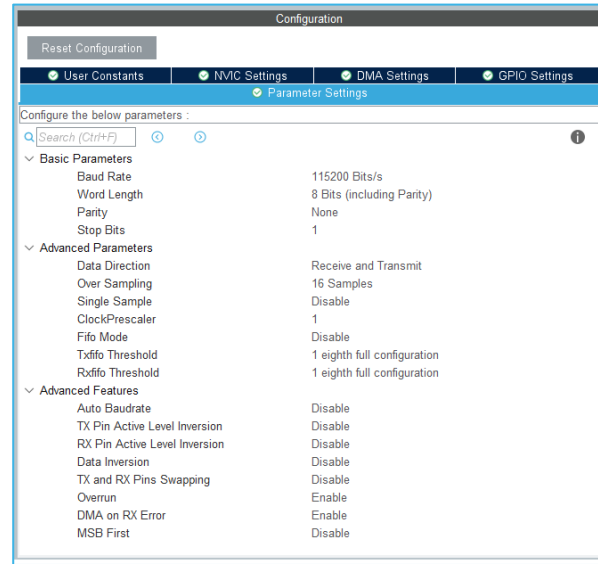 Configuration
Reset Configuration
User Constants NVIC Settings DMA Settings GPIO Settings
Parameter Settings
Configure the below parameters :
Search (Ctrl+F)
Basic Parameters
Baud Rate 115200 Bits/s
Word Length 8 Bits (including Parity)
Parity None
Stop Bits 1
Advanced Parameters
Data Direction Receive and Transmit
Over Sampling 16 Samples
Single Sample Disable
ClockPrescaler 1
Fifo Mode Disable
Txfifo Threshold 1 eighth full configuration
Rxfifo Threshold 1 eighth full configuration
Advanced Features
Auto Baudrate Disable
TX Pin Active Level Inversion Disable
RX Pin Active Level Inversion Disable
Data Inversion Disable
TX and RX Pins Swapping Disable
Overrun Enable
DMA on RX Error Enable
MSB First Disable